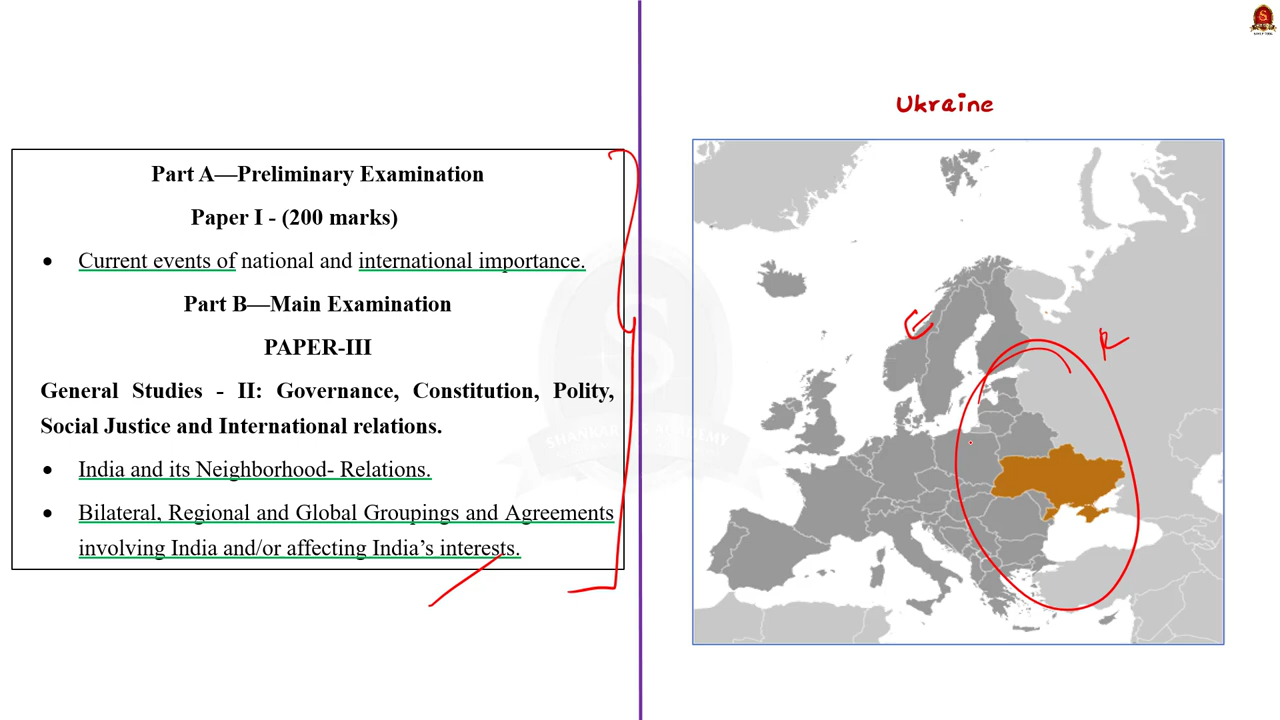 Part A—Preliminary Examination
Paper I - (200 marks)
• Current events of national and international importance.
Part B—Main Examination
PAPER-III
General Studies - II: Governance, Constitution, Polity,
Social Justice and International relations.
• India and its Neighborhood- Relations.
• Bilateral, Regional and Global Groupings and Agreements
involving India and/or affecting India's interests.
Ukraine
E
R